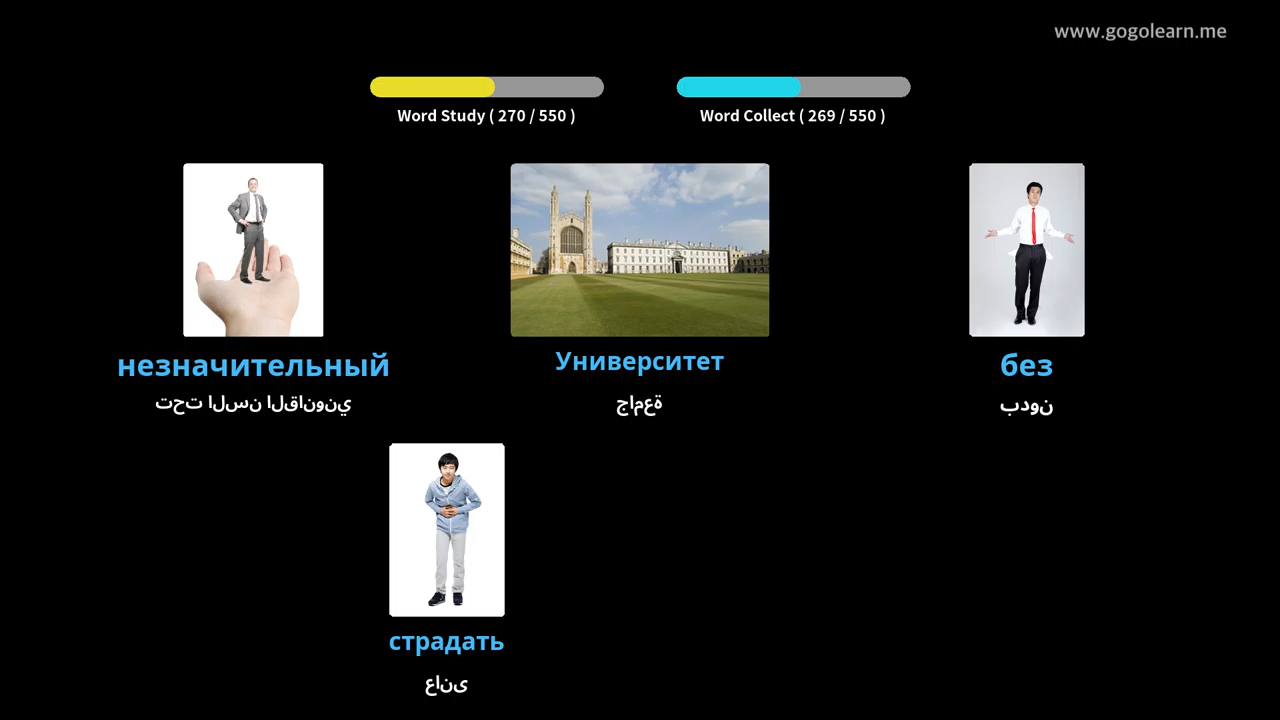 www.gogolearn.me
Word Study ( 270 / 550 )
Word Collect ( 269 / 550 )
незначительный
تحت السن القانوني
Университет
جامعة
без
بدون
страдать
عانى